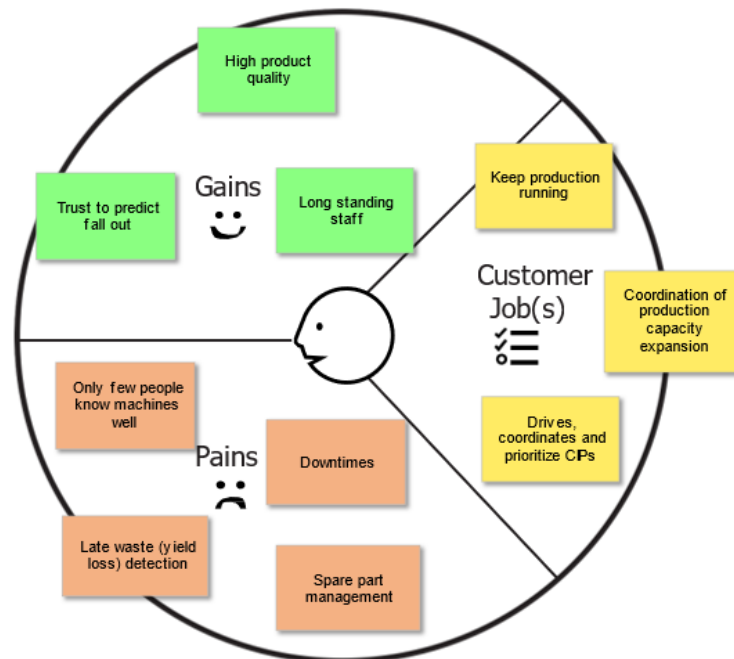 High product
quality
Gains
Trust to predict
fall out
Long standing
staff
Keep production
running
Customer
Job(s)
Coordination of
production
capacity
expansion
Drives,
coordinates and
prioritize CIPs
Only few people
know machines
well
Pains
Downtimes
Late waste (yield
loss) detection
Spare part
management